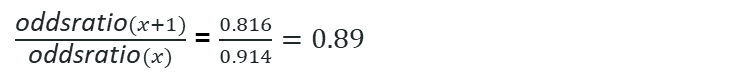 oddsratio(x+1)/oddsratio(x) = 0.816/0.914 = 0.89